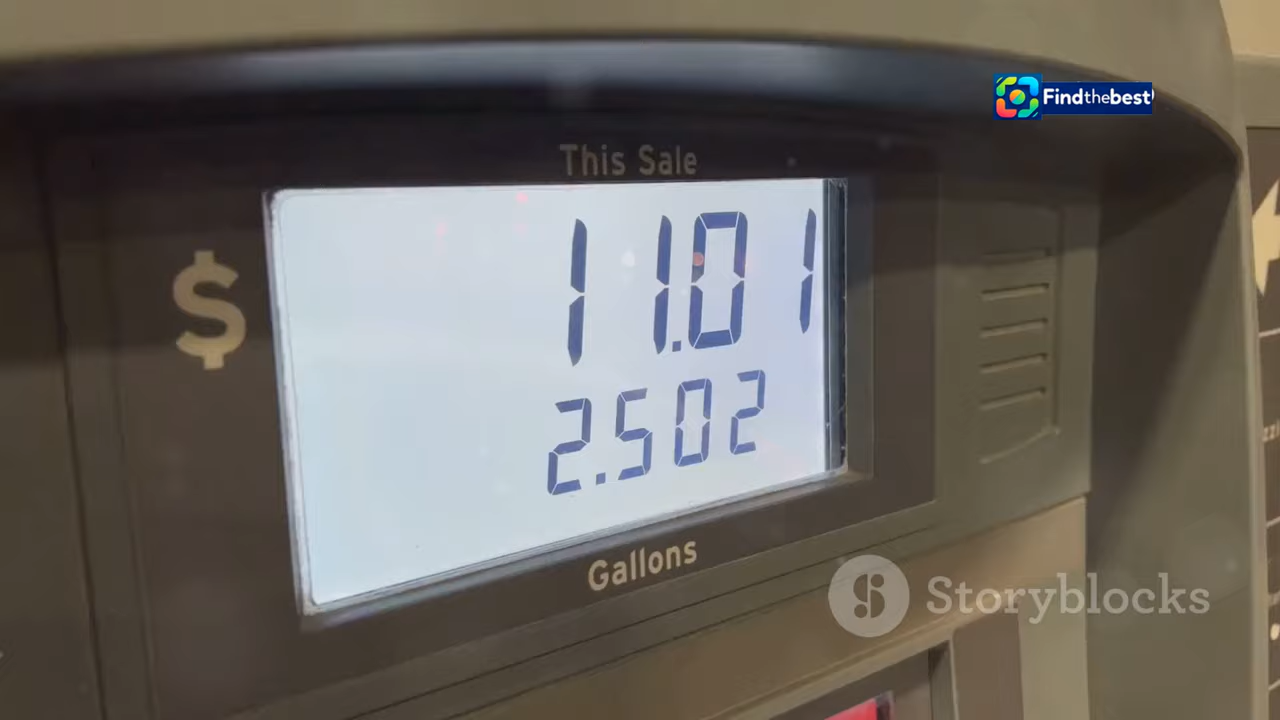 Findthebest
This Sale
$ 11.01
2.502
Gallons
Storyblocks